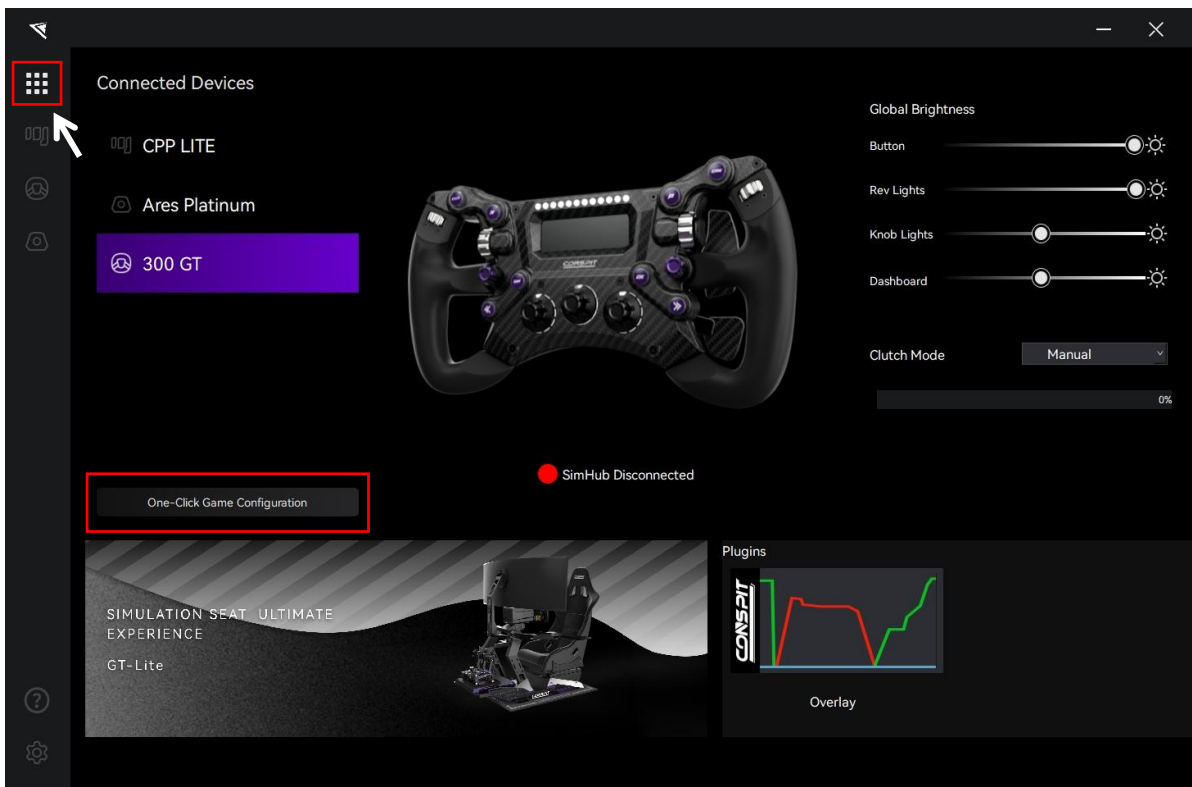 Connected Devices
CPP LITE
Ares Platinum
300 GT
CONSPIT
Global Brightness
Button
Rev Lights
Knob Lights
Dashboard
Clutch Mode
Manual
0%
SimHub Disconnected
One-Click Game Configuration
SIMULATION SEAT ULTIMATE
EXPERIENCE
GT-Lite
Plugins
CONSPIT
Overlay